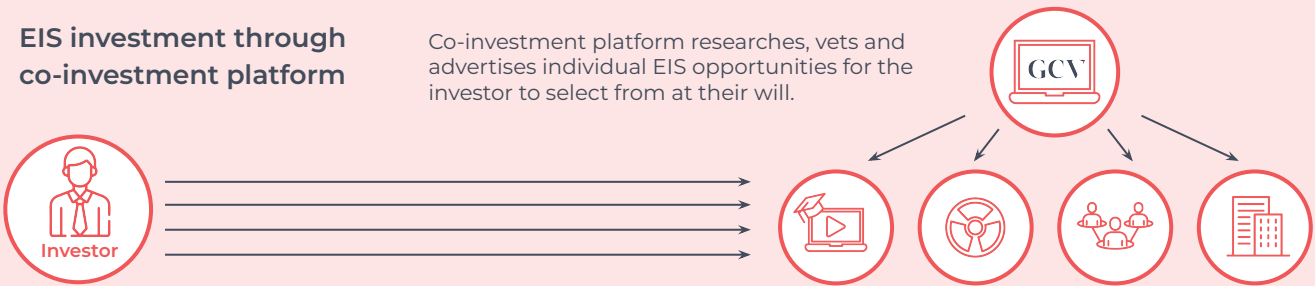 EIS investment through
co-investment platform
Co-investment platform researches, vets and
advertises individual EIS opportunities for the
investor to select from at their will.
GCV
Investor